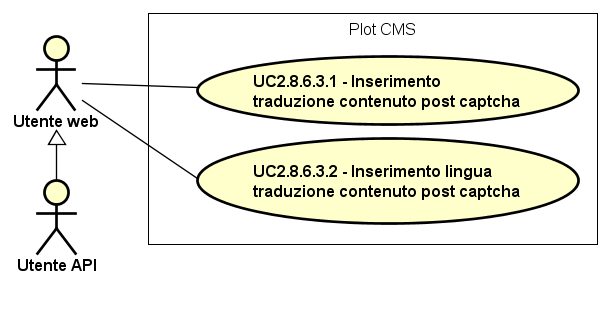 Plot CMS
UC2.8.6.3.1 - Inserimento
traduzione contenuto post captcha
Utente web
UC2.8.6.3.2 - Inserimento lingua
traduzione contenuto post captcha
Utente API